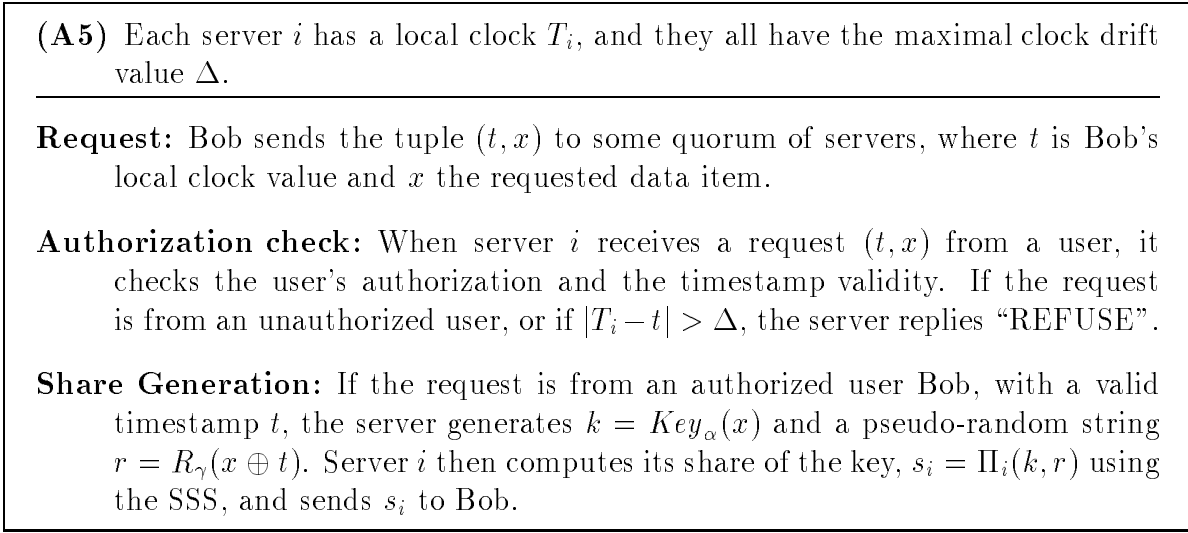 (A5) Each server i has a local clock T_i, and they all have the maximal clock drift
value Δ.
Request: Bob sends the tuple (t, x) to some quorum of servers, where t is Bob's
local clock value and x the requested data item.
Authorization check: When server i receives a request (t, x) from a user, it
checks the user's authorization and the timestamp validity. If the request
is from an unauthorized user, or if |T_i − t| > Δ, the server replies “REFUSE”.
Share Generation: If the request is from an authorized user Bob, with a valid
timestamp t, the server generates k = Key_α(x) and a pseudo-random string
r = R_γ(x ⊕ t). Server i then computes its share of the key, s_i = Π_i(k, r) using
the SSS, and sends s_i to Bob.